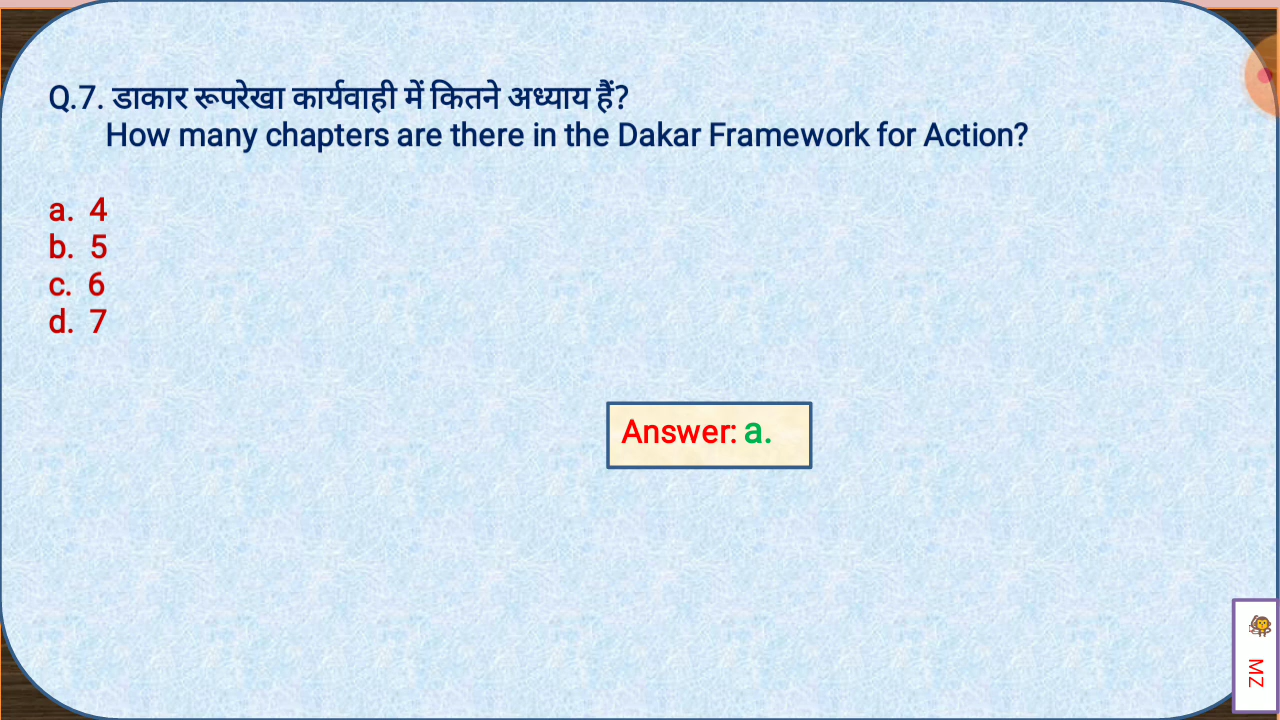 Q.7. डाकार रूपरेखा कार्यवाही में कितने अध्याय हैं?
How many chapters are there in the Dakar Framework for Action?
a. 4
b. 5
c. 6
d. 7
Answer: a.
MZ